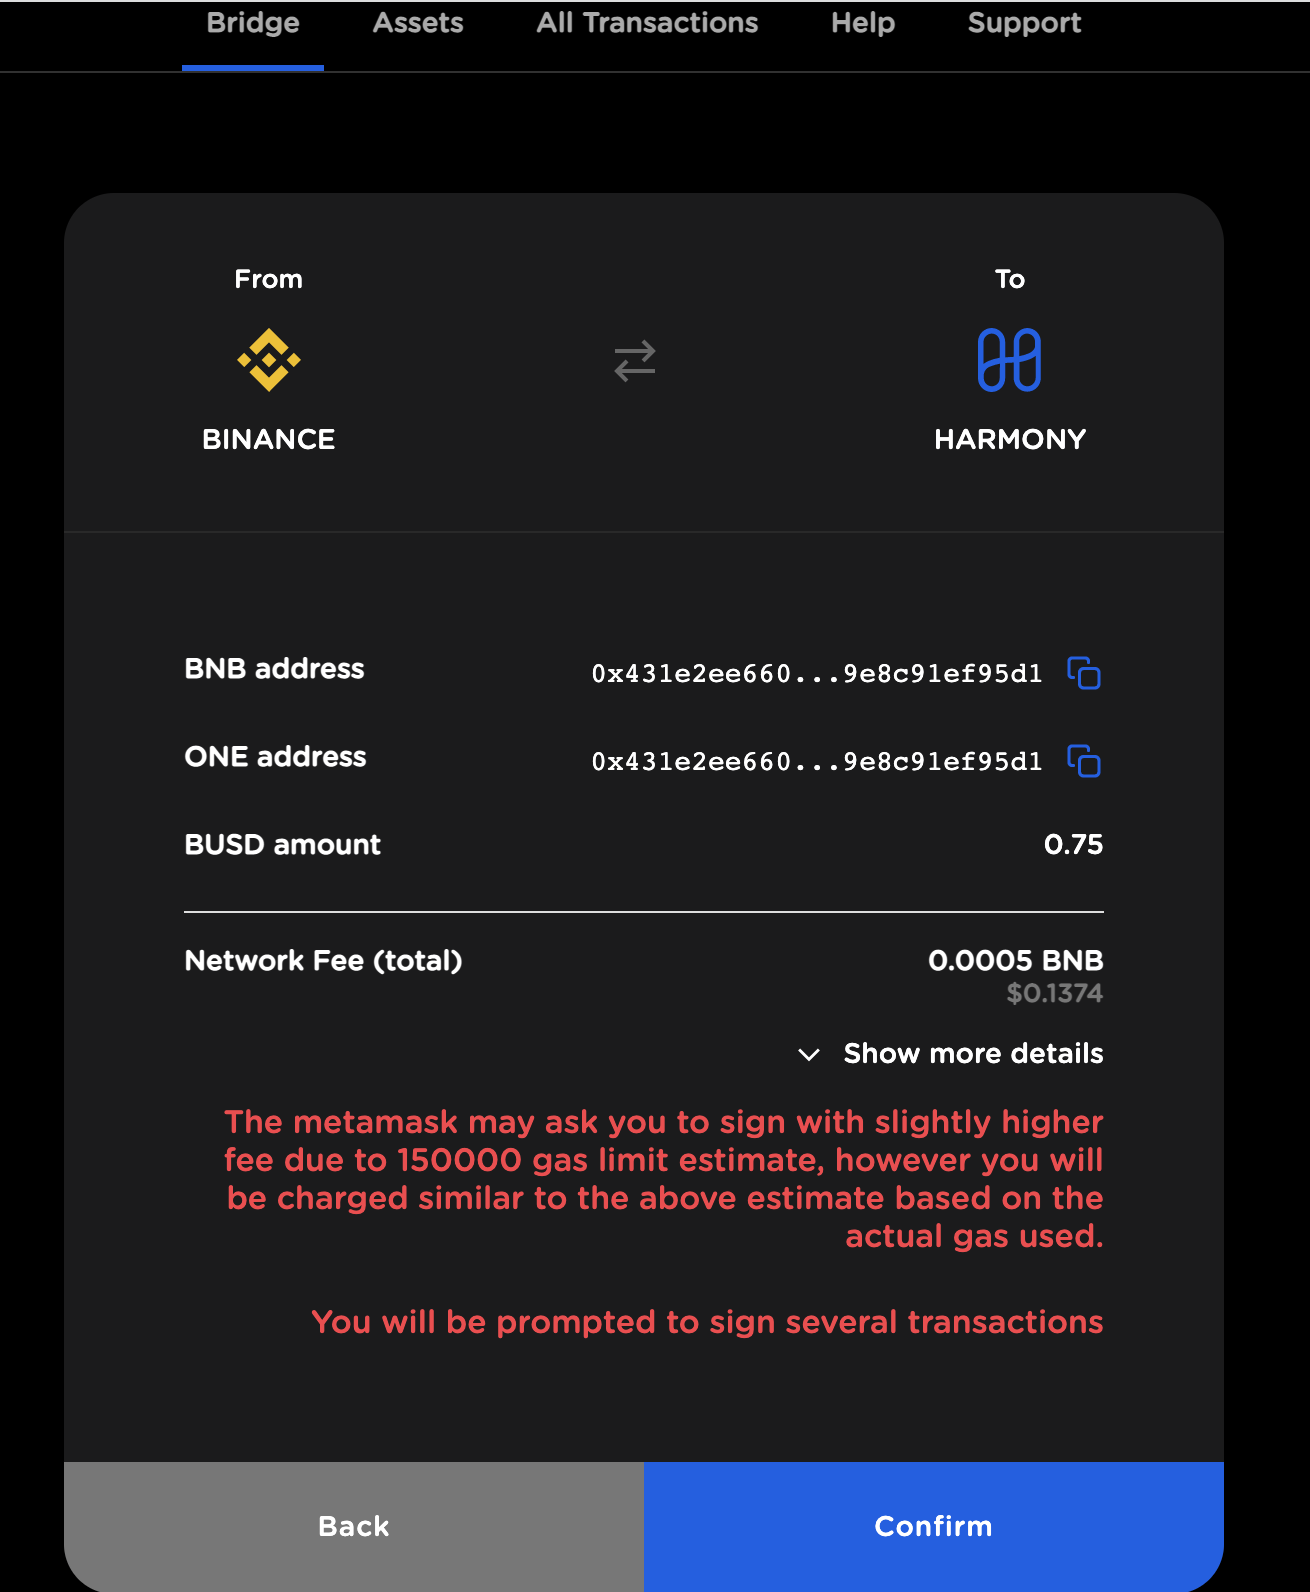 Bridge Assets All Transactions Help Support
From To
BINANCE HARMONY
BNB address 0x431e2ee660...9e8c91ef95d1
ONE address 0x431e2ee660...9e8c91ef95d1
BUSD amount 0.75
Network Fee (total) 0.0005 BNB
$0.1374
Show more details
The metamask may ask you to sign with slightly higher
fee due to 150000 gas limit estimate, however you will
be charged similar to the above estimate based on the
actual gas used.
You will be prompted to sign several transactions
Back Confirm